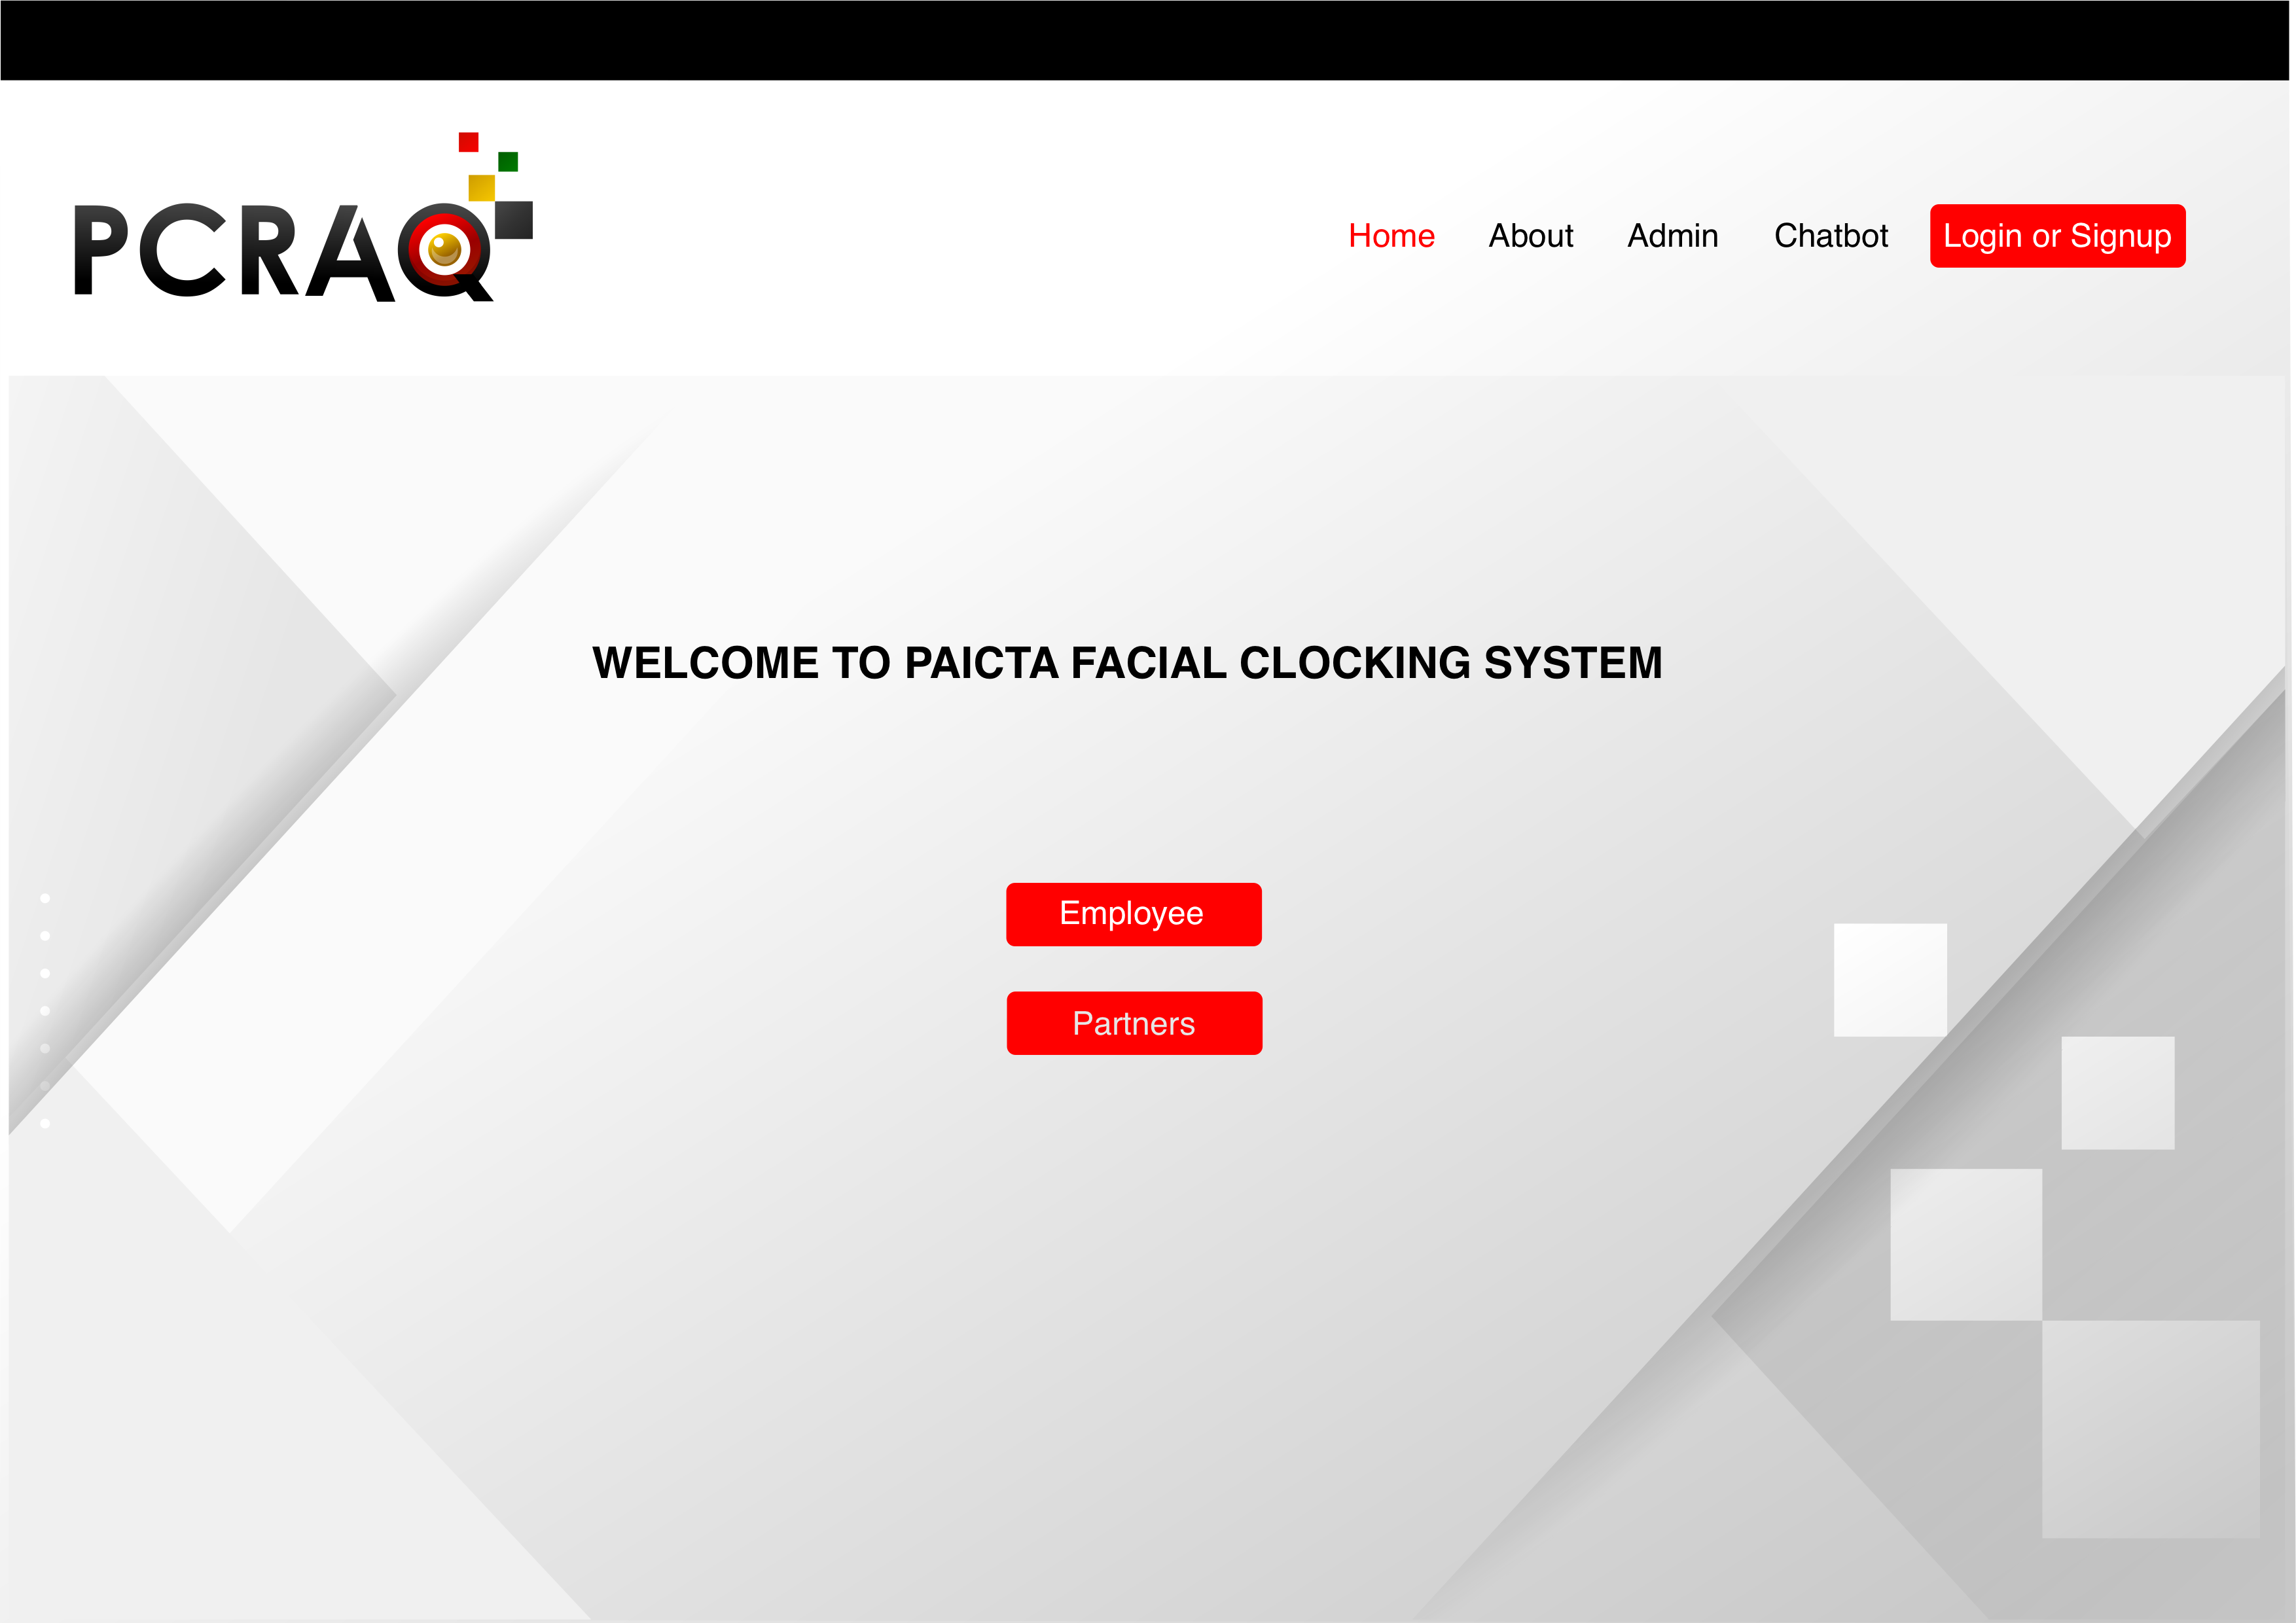 PCRAQ
Home About Admin Chatbot Login or Signup
WELCOME TO PAICTA FACIAL CLOCKING SYSTEM
Employee
Partners